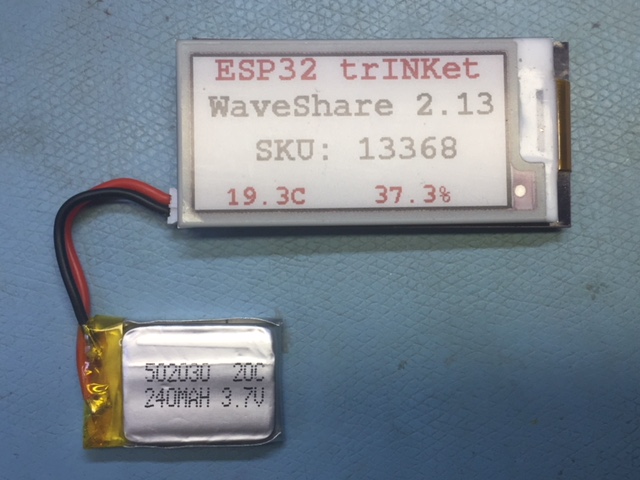 ESP32 trINKet
WaveShare 2.13
SKU: 13368
19.3C 37.3%
502030 20C
240MAH 3.7V